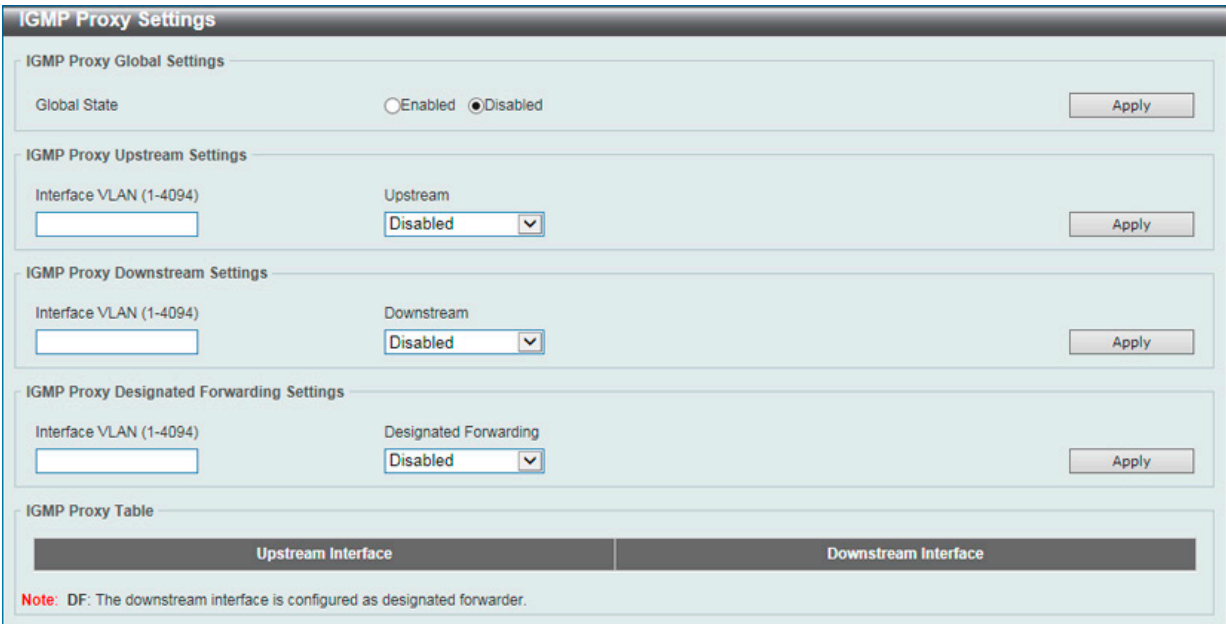 IGMP Proxy Settings
IGMP Proxy Global Settings
Global State Enabled Disabled Apply
IGMP Proxy Upstream Settings
Interface VLAN (1-4094) Upstream
Disabled Apply
IGMP Proxy Downstream Settings
Interface VLAN (1-4094) Downstream
Disabled Apply
IGMP Proxy Designated Forwarding Settings
Interface VLAN (1-4094) Designated Forwarding
Disabled Apply
IGMP Proxy Table
Upstream Interface Downstream Interface
Note: DF: The downstream interface is configured as designated forwarder.